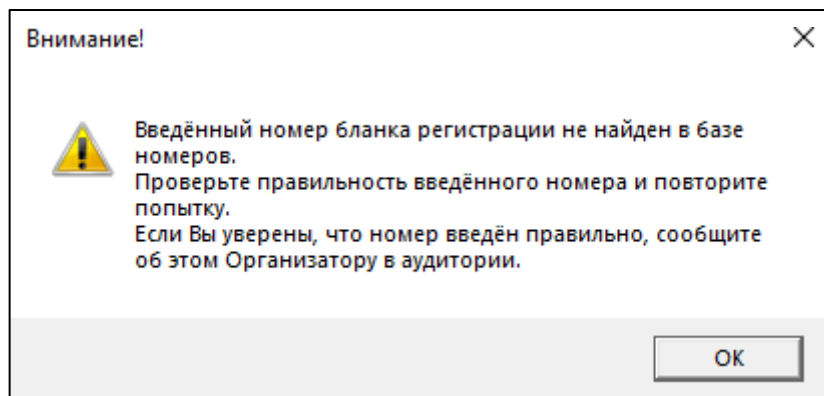 Внимание!
Введённый номер бланка регистрации не найден в базе
номеров.
Проверьте правильность введённого номера и повторите
попытку.
Если Вы уверены, что номер введён правильно, сообщите
об этом Организатору в аудитории.
ОК